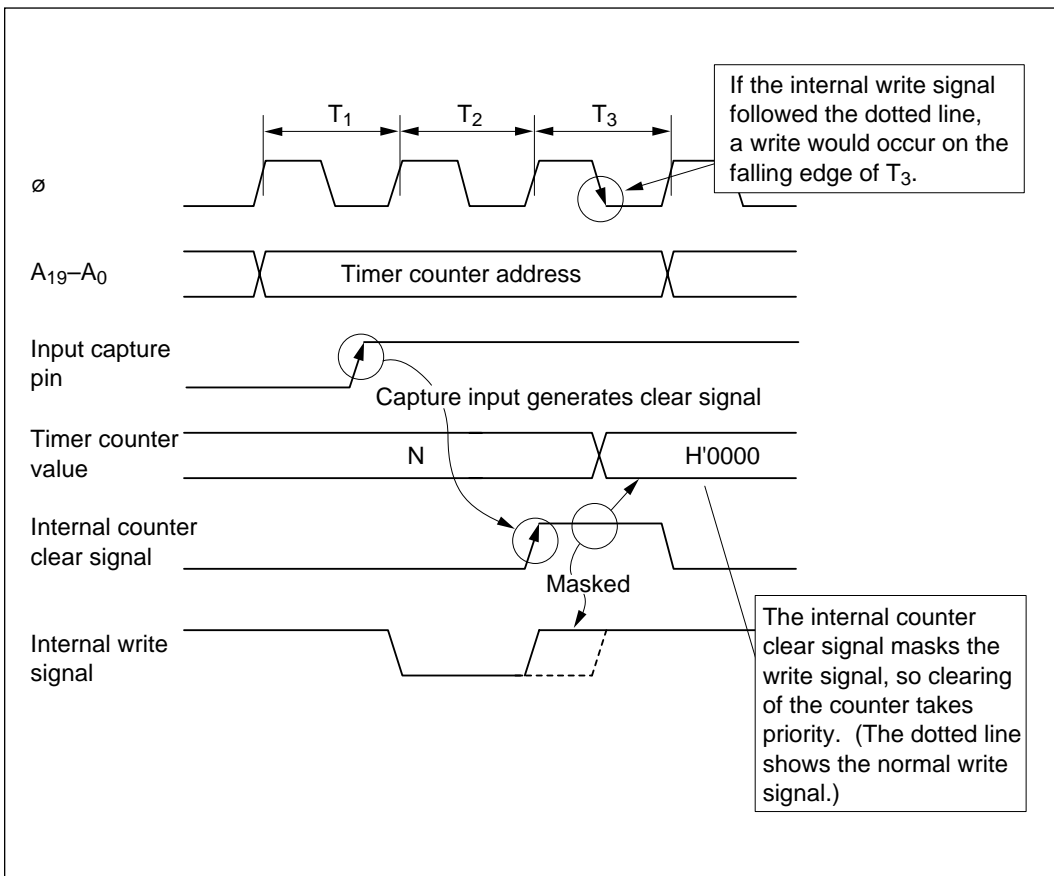 If the internal write signal
followed the dotted line,
a write would occur on the
falling edge of T3.
T1 T2 T3
ø
A19–A0 Timer counter address
Input capture
pin
Capture input generates clear signal
Timer counter
value
N H'0000
Internal counter
clear signal
Masked
Internal write
signal
The internal counter
clear signal masks the
write signal, so clearing
of the counter takes
priority. (The dotted line
shows the normal write
signal.)